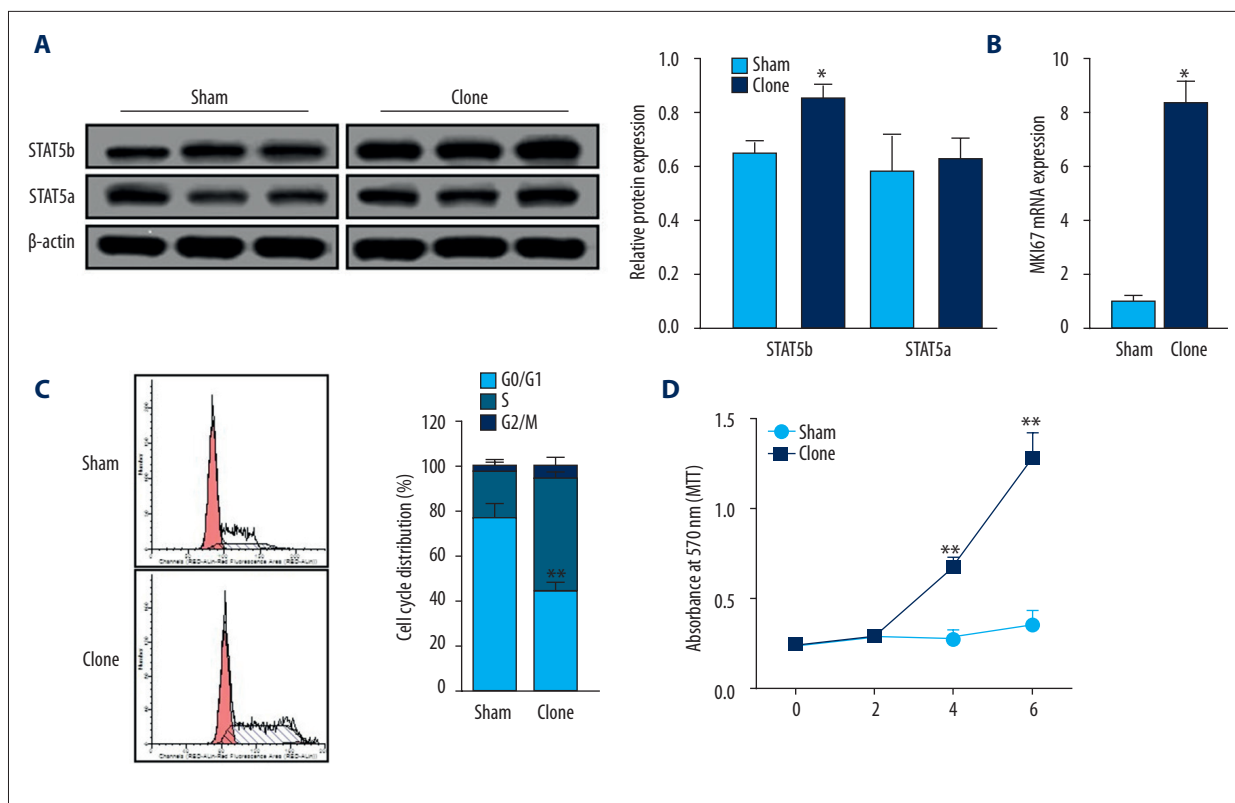 A
Sham
Clone
STAT5b
STAT5a
β-actin
Relative protein expression
1.0
0.8
0.6
0.4
0.2
0.0
Sham
Clone
*
STAT5b
STAT5a
B
MKI67 mRNA expression
10
8
6
4
2
0
*
Sham
Clone
C
Sham
Clone
Cell cycle distribution (%)
G0/G1
S
G2/M
120
100
80
60
40
20
0
**
Sham
Clone
D
Absorbance at 570 nm (MTT)
1.5
1.0
0.5
0.0
Sham
Clone
**
**
0
2
4
6